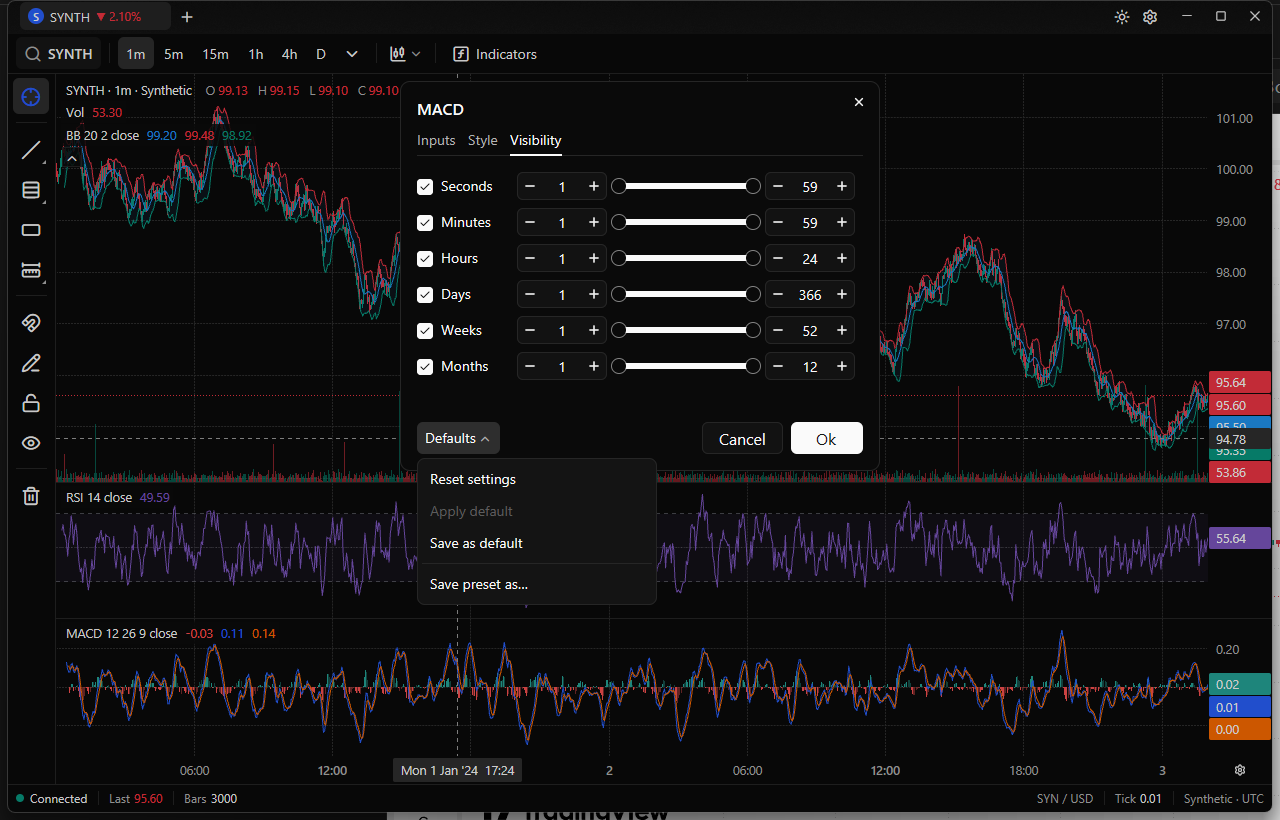 SYNTH ▼ 2.10% +
SYNTH 1m 5m 15m 1h 4h D Indicators
SYNTH · 1m · Synthetic O 99.13 H 99.15 L 99.10 C 99.10
Vol 53.30
BB 20 2 close 99.20 99.48 98.92
MACD
Inputs Style Visibility
Seconds − 1 + − 59 +
Minutes − 1 + − 59 +
Hours − 1 + − 24 +
Days − 1 + − 366 +
Weeks − 1 + − 52 +
Months − 1 + − 12 +
Defaults Cancel Ok
Reset settings
Apply default
Save as default
Save preset as...
101.00
100.00
99.00
98.00
97.00
95.64
95.60
95.50
94.78
95.35
53.86
RSI 14 close 49.59
55.64
MACD 12 26 9 close -0.03 0.11 0.14
0.20
0.02
0.01
0.00
06:00 12:00 Mon 1 Jan '24 17:24 2 06:00 12:00 18:00 3
Connected Last 95.60 Bars 3000 SYN / USD Tick 0.01 Synthetic · UTC
TradingView